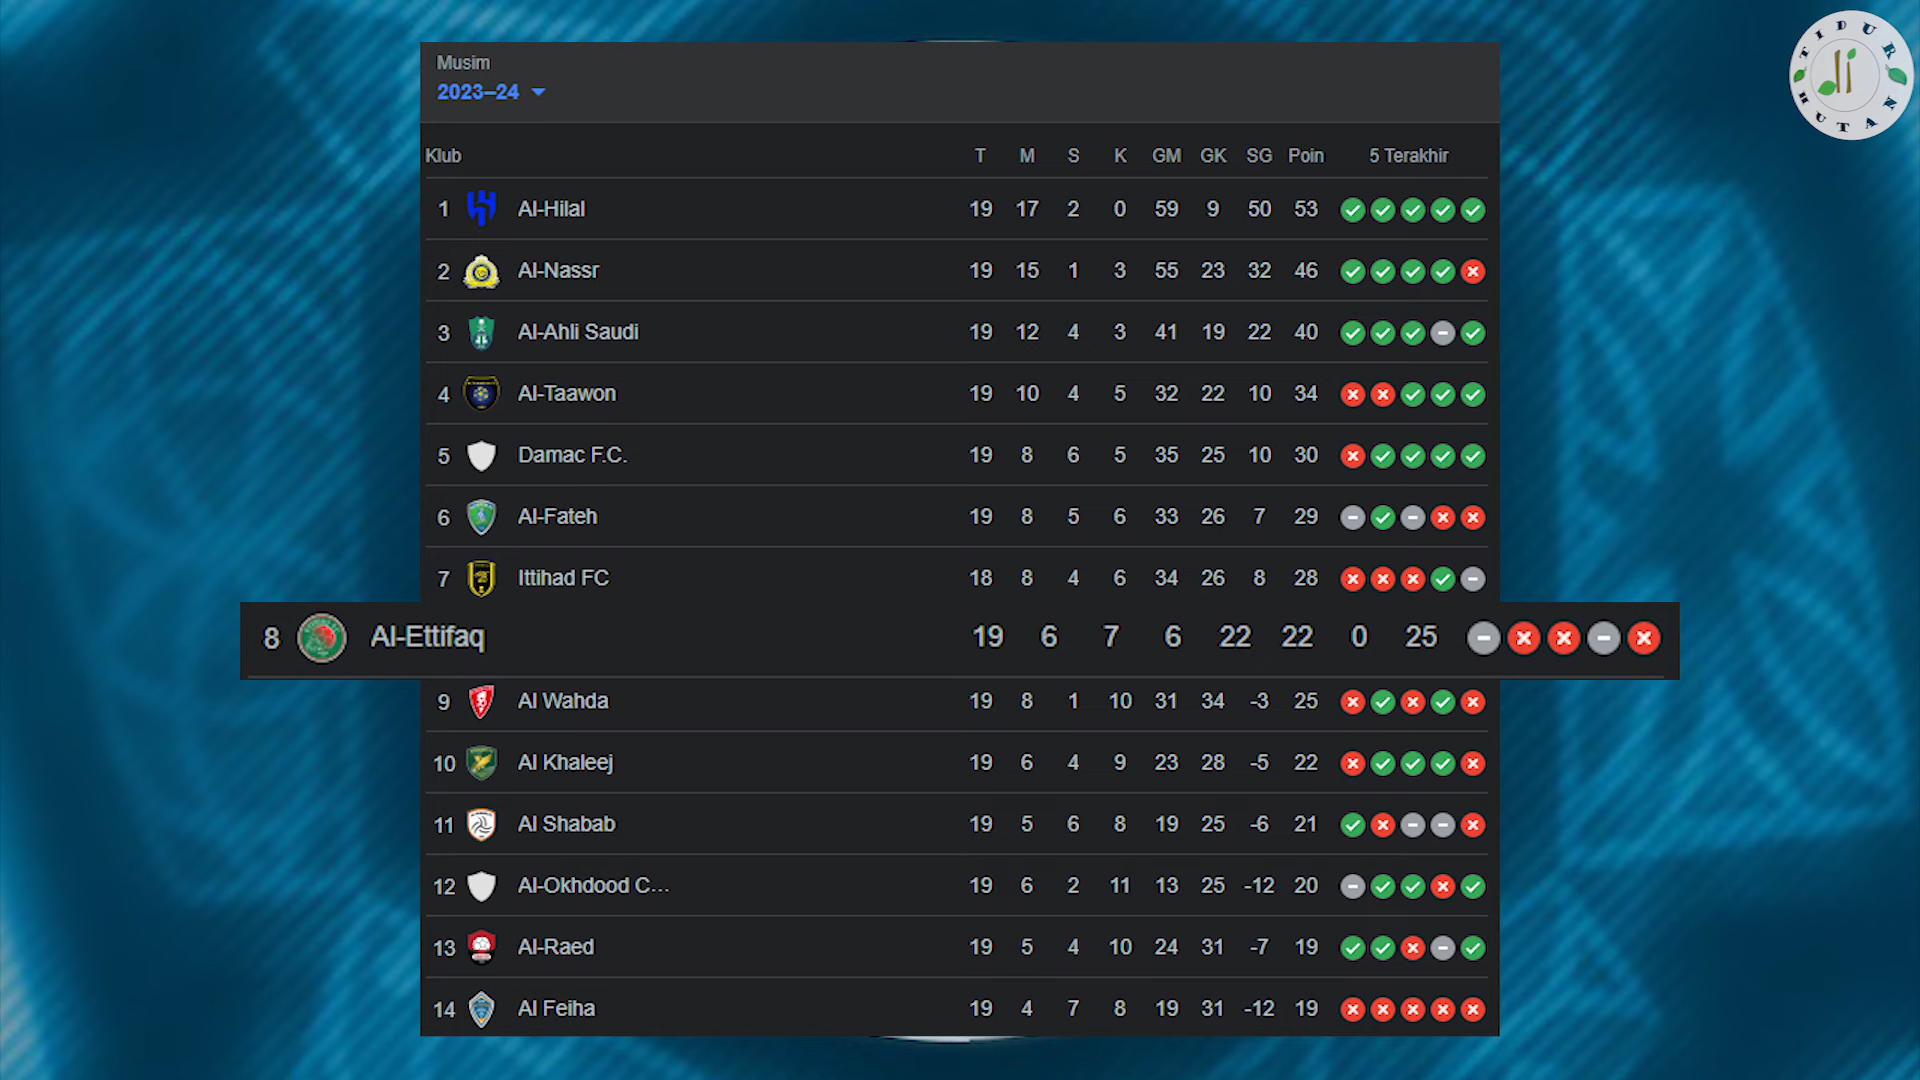 TIDUR
HUTAN
Musim
2023–24
Klub T M S K GM GK SG Poin 5 Terakhir
1 Al-Hilal 19 17 2 0 59 9 50 53
2 Al-Nassr 19 15 1 3 55 23 32 46
3 Al-Ahli Saudi 19 12 4 3 41 19 22 40
4 Al-Taawon 19 10 4 5 32 22 10 34
5 Damac F.C. 19 8 6 5 35 25 10 30
6 Al-Fateh 19 8 5 6 33 26 7 29
7 Ittihad FC 18 8 4 6 34 26 8 28
8 Al-Ettifaq 19 6 7 6 22 22 0 25
9 Al Wahda 19 8 1 10 31 34 -3 25
10 Al Khaleej 19 6 4 9 23 28 -5 22
11 Al Shabab 19 5 6 8 19 25 -6 21
12 Al-Okhdood C... 19 6 2 11 13 25 -12 20
13 Al-Raed 19 5 4 10 24 31 -7 19
14 Al Feiha 19 4 7 8 19 31 -12 19